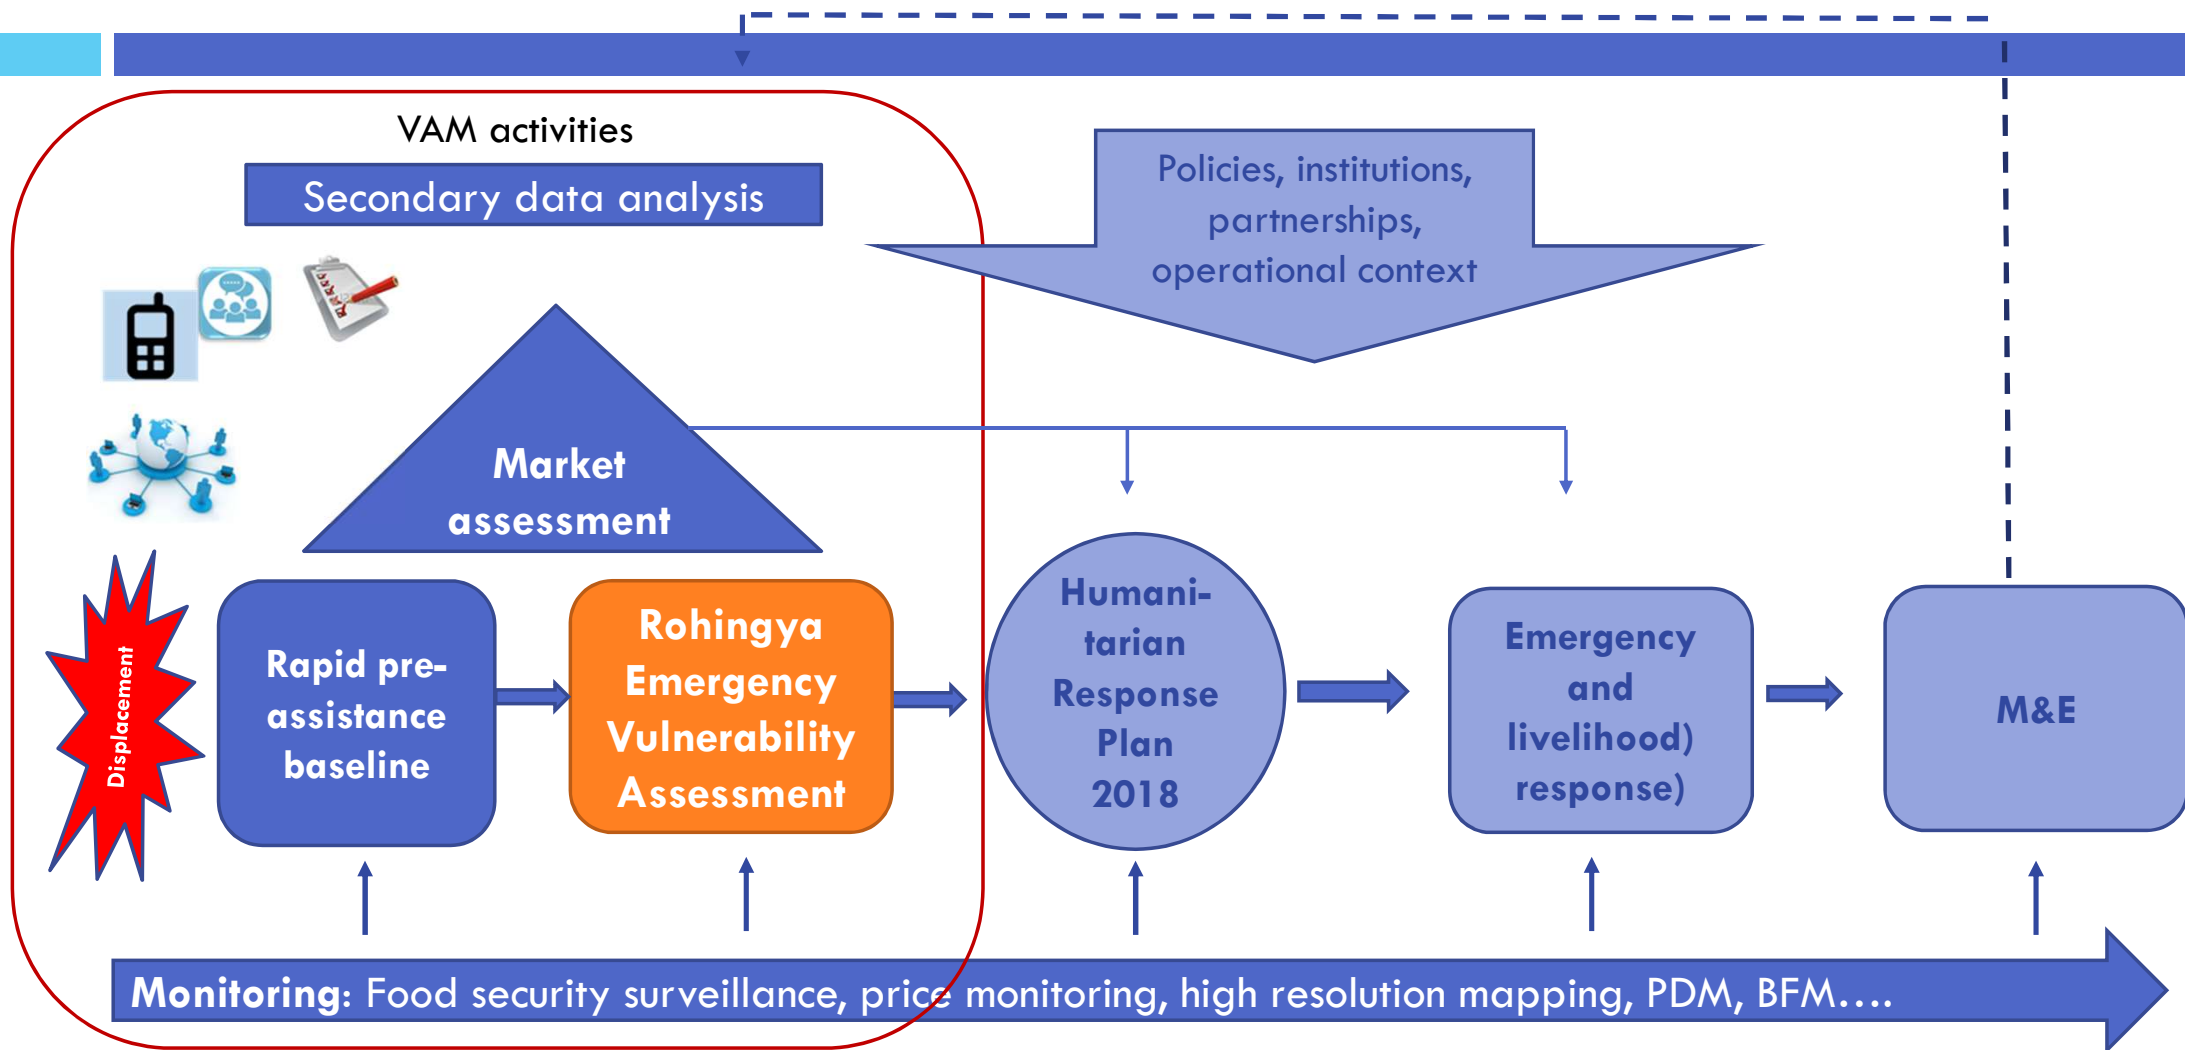 VAM activities
Secondary data analysis
Policies, institutions,
partnerships,
operational context
Market
assessment
Displacement
Rapid pre-
assistance
baseline
Rohingya
Emergency
Vulnerability
Assessment
Humani-
tarian
Response
Plan
2018
Emergency
and
livelihood)
response)
M&E
Monitoring: Food security surveillance, price monitoring, high resolution mapping, PDM, BFM....